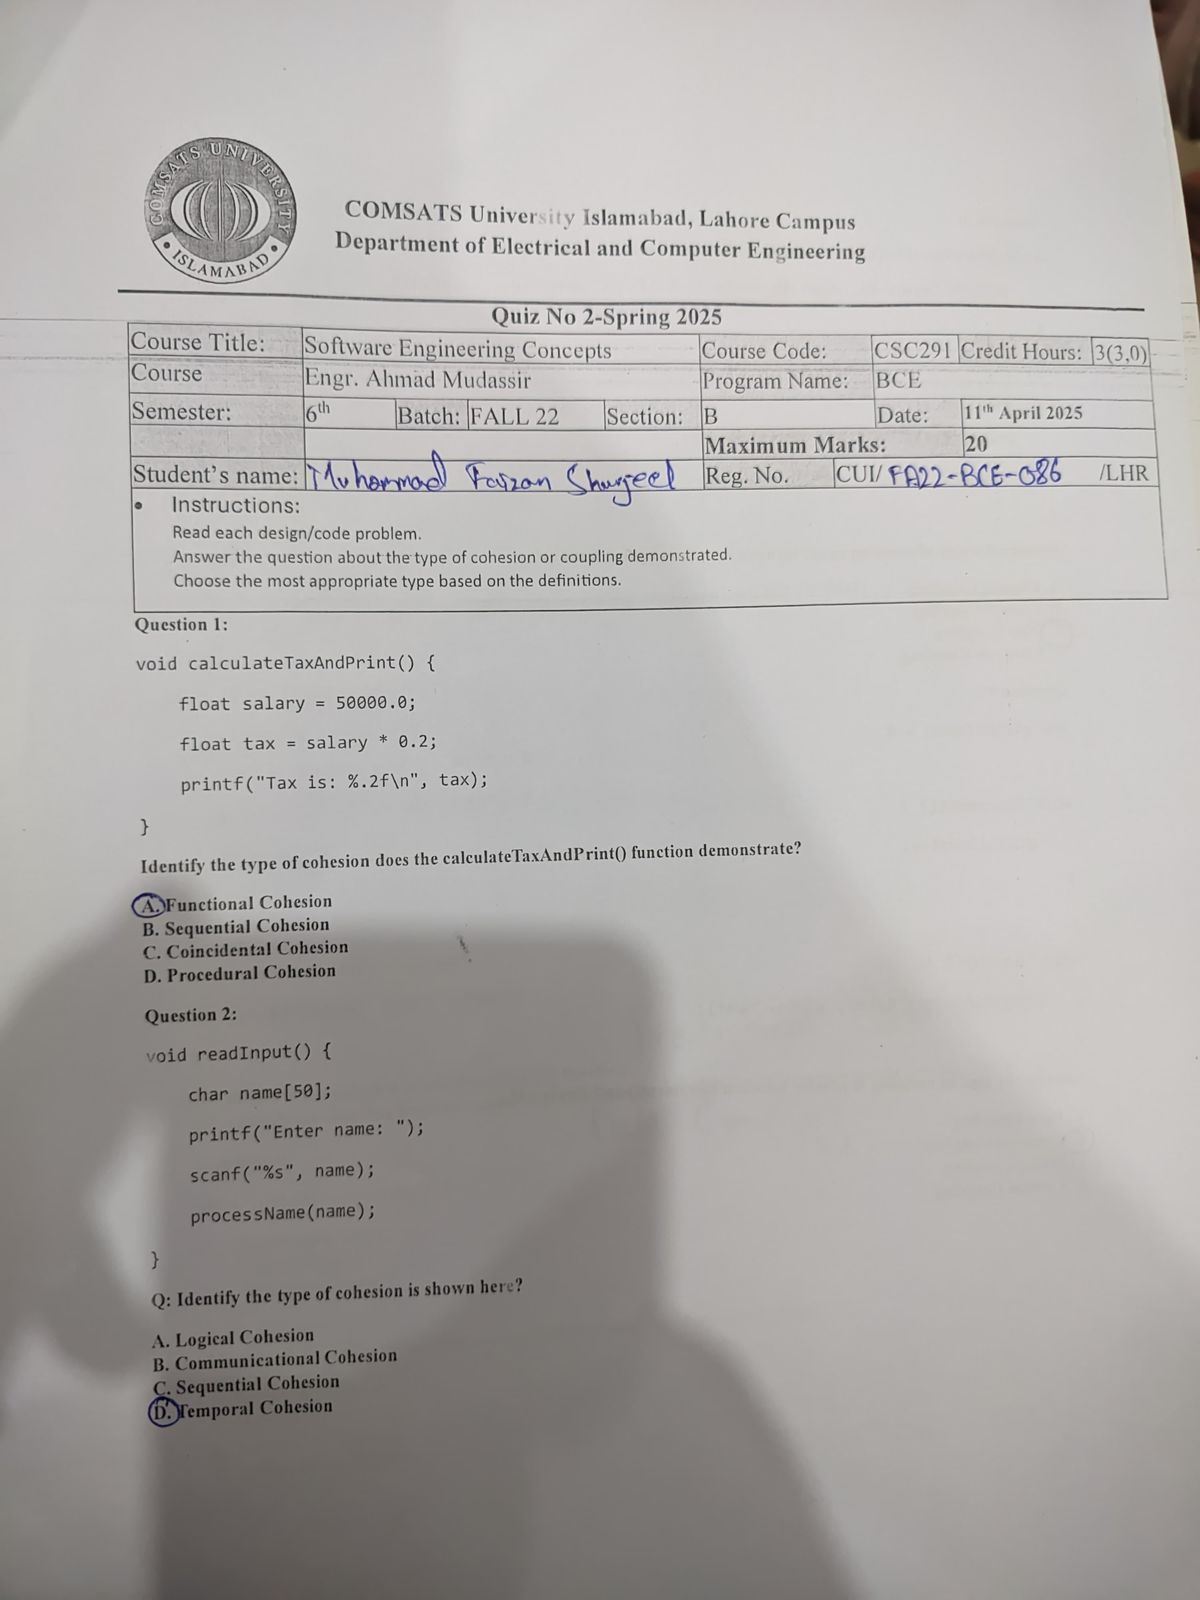 COMSATS UNIVERSITY
• ISLAMABAD •
COMSATS University Islamabad, Lahore Campus
Department of Electrical and Computer Engineering
Quiz No 2-Spring 2025
Course Title: Software Engineering Concepts Course Code: CSC291 Credit Hours: 3(3,0)
Course Engr. Ahmad Mudassir Program Name: BCE
Semester: 6th Batch: FALL 22 Section: B Date: 11th April 2025
Maximum Marks: 20
Student's name: Muhammad Faizan Sharjeel Reg. No. CUI/ FA22-BCE-086 /LHR
• Instructions:
Read each design/code problem.
Answer the question about the type of cohesion or coupling demonstrated.
Choose the most appropriate type based on the definitions.
Question 1:
void calculateTaxAndPrint() {
float salary = 50000.0;
float tax = salary * 0.2;
printf("Tax is: %.2f\n", tax);
}
Identify the type of cohesion does the calculateTaxAndPrint() function demonstrate?
A. Functional Cohesion
B. Sequential Cohesion
C. Coincidental Cohesion
D. Procedural Cohesion
Question 2:
void readInput() {
char name[50];
printf("Enter name: ");
scanf("%s", name);
processName(name);
}
Q: Identify the type of cohesion is shown here?
A. Logical Cohesion
B. Communicational Cohesion
C. Sequential Cohesion
D. Temporal Cohesion